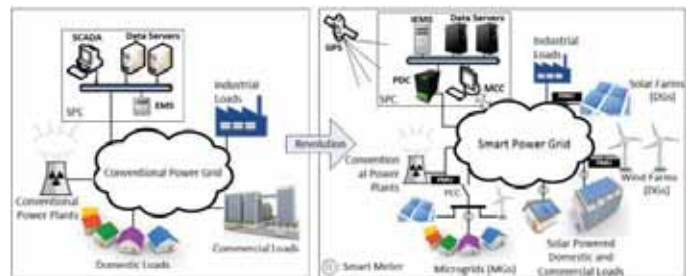 SCADA
Data Servers
EMS
SPC
Industrial
Loads
Conventional Power Grid
Conventional
Power Plants
Domestic Loads
Commercial Loads
Revolution
GPS
IEMS
Data Servers
PDC
MCC
SPC
Industrial
Loads
Solar Farms
(DGs)
Smart Power Grid
Convention
al Power
Plants
PMU
PCC
Wind Farms
(DGs)
Smart Meter
Microgrids (MGs)
Solar Powered
Domestic and
Commercial Loads